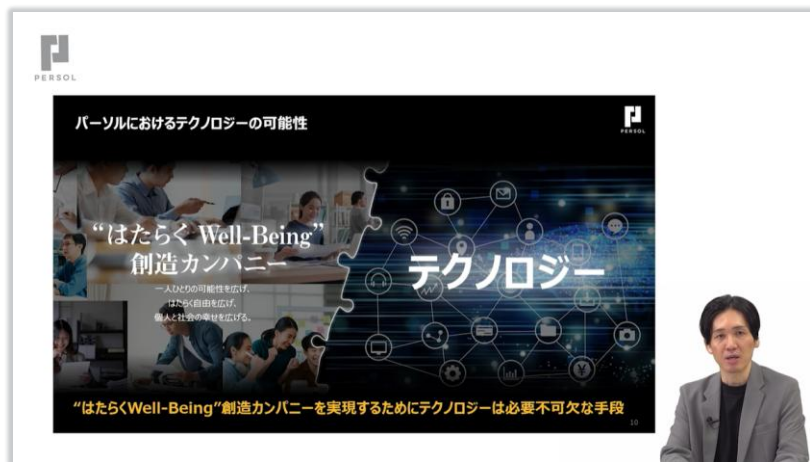 PERSOL
パーソルにおけるテクノロジーの可能性
PERSOL
“はたらく Well-Being”
創造カンパニー
一人ひとりの可能性を広げ、
はたらく自由を広げ、
個人と社会の幸せを広げる。
テクノロジー
“はたらくWell-Being”創造カンパニーを実現するためにテクノロジーは必要不可欠な手段
10